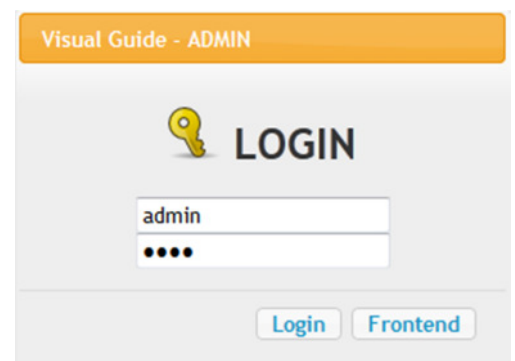 Visual Guide - ADMIN
LOGIN
admin
••••
Login Frontend